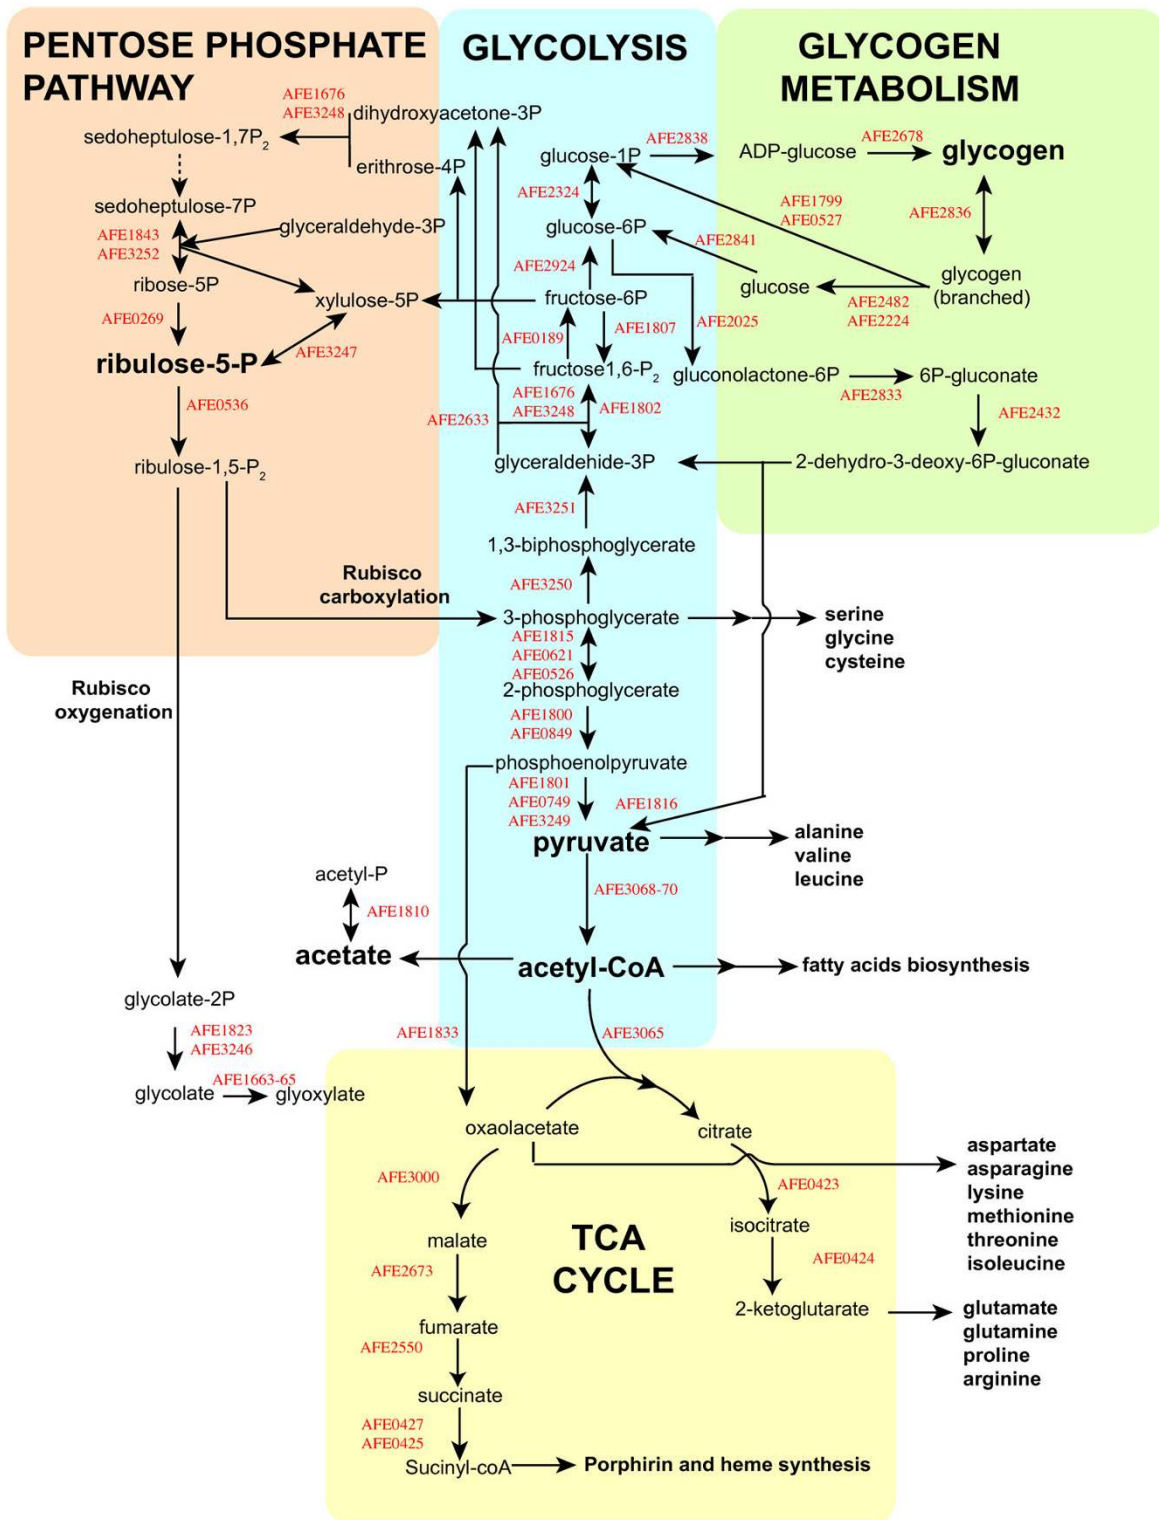 PENTOSE PHOSPHATE
PATHWAY
GLYCOLYSIS
GLYCOGEN
METABOLISM
AFE1676
AFE3248
dihydroxyacetone-3P
sedoheptulose-1,7P2
erithrose-4P
sedoheptulose-7P
AFE1843
AFE3252
glyceraldehyde-3P
ribose-5P
xylulose-5P
AFE0269
AFE3247
ribulose-5-P
AFE0536
ribulose-1,5-P2
Rubisco
carboxylation
Rubisco
oxygenation
glucose-1P
AFE2838
AFE2324
glucose-6P
AFE2841
AFE2924
fructose-6P
AFE0189
AFE1807
AFE2025
fructose1,6-P2
AFE1676
AFE3248
AFE1802
AFE2633
glyceraldehide-3P
AFE3251
1,3-biphosphoglycerate
AFE3250
3-phosphoglycerate
AFE1815
AFE0621
AFE0526
2-phosphoglycerate
AFE1800
AFE0849
phosphoenolpyruvate
AFE1801
AFE0749
AFE3249
AFE1816
pyruvate
AFE3068-70
acetyl-CoA
ADP-glucose
AFE2678
glycogen
AFE1799
AFE0527
AFE2836
glucose
glycogen
(branched)
AFE2482
AFE2224
gluconolactone-6P
AFE2833
6P-gluconate
AFE2432
2-dehydro-3-deoxy-6P-gluconate
serine
glycine
cysteine
alanine
valine
leucine
fatty acids biosynthesis
acetyl-P
AFE1810
acetate
glycolate-2P
AFE1823
AFE3246
glycolate
AFE1663-65
glyoxylate
AFE1833
AFE3065
oxaolacetate
citrate
AFE3000
AFE0423
malate
isocitrate
TCA
CYCLE
AFE2673
AFE0424
fumarate
2-ketoglutarate
AFE2550
succinate
AFE0427
AFE0425
Sucinyl-coA
Porphirin and heme synthesis
aspartate
asparagine
lysine
methionine
threonine
isoleucine
glutamate
glutamine
proline
arginine